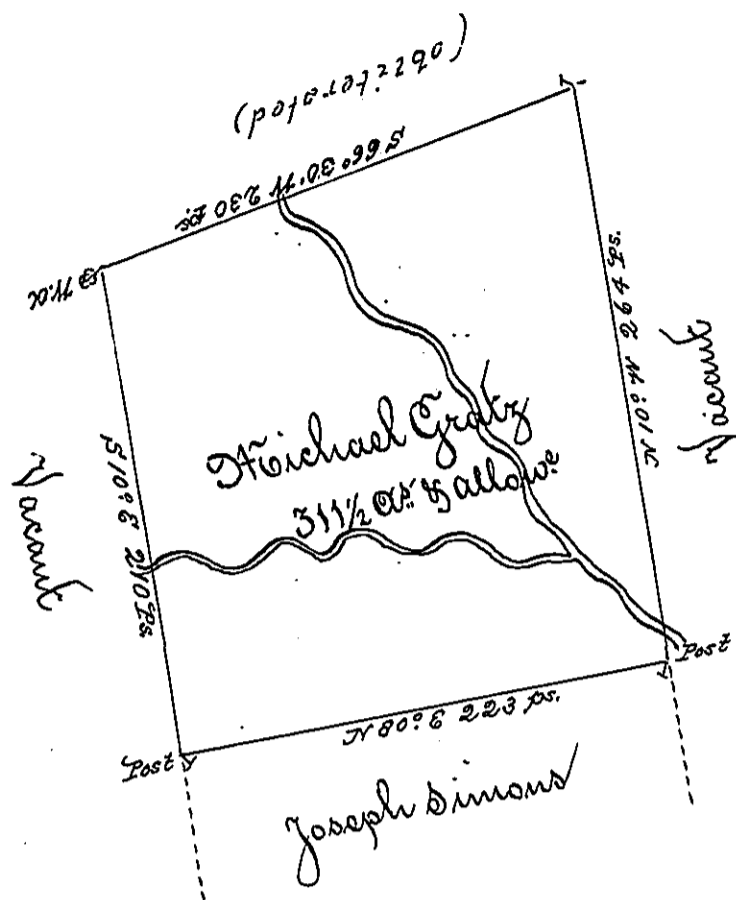 (obliterated)
S 66° 30' W 230 Ps.
W.O
N 10° W 264 Ps.
Vacant
Michael Gratz
311½ As. & allowe.
Vacant
S 10° E 210 Ps.
Post
N 80° E 223 ps.
Post
Joseph Simons